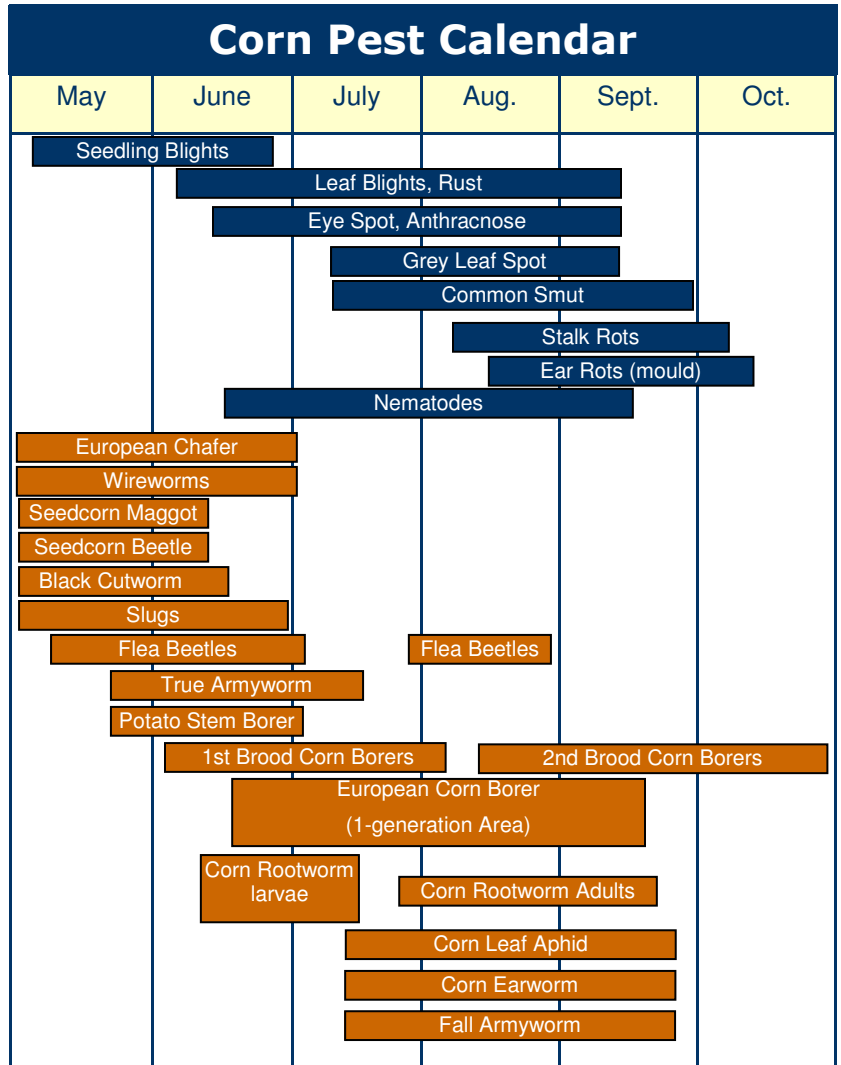 Corn Pest Calendar
May June July Aug. Sept. Oct.
Seedling Blights
Leaf Blights, Rust
Eye Spot, Anthracnose
Grey Leaf Spot
Common Smut
Stalk Rots
Ear Rots (mould)
Nematodes
European Chafer
Wireworms
Seedcorn Maggot
Seedcorn Beetle
Black Cutworm
Slugs
Flea Beetles Flea Beetles
True Armyworm
Potato Stem Borer
1st Brood Corn Borers 2nd Brood Corn Borers
European Corn Borer
(1-generation Area)
Corn Rootworm
larvae
Corn Rootworm Adults
Corn Leaf Aphid
Corn Earworm
Fall Armyworm